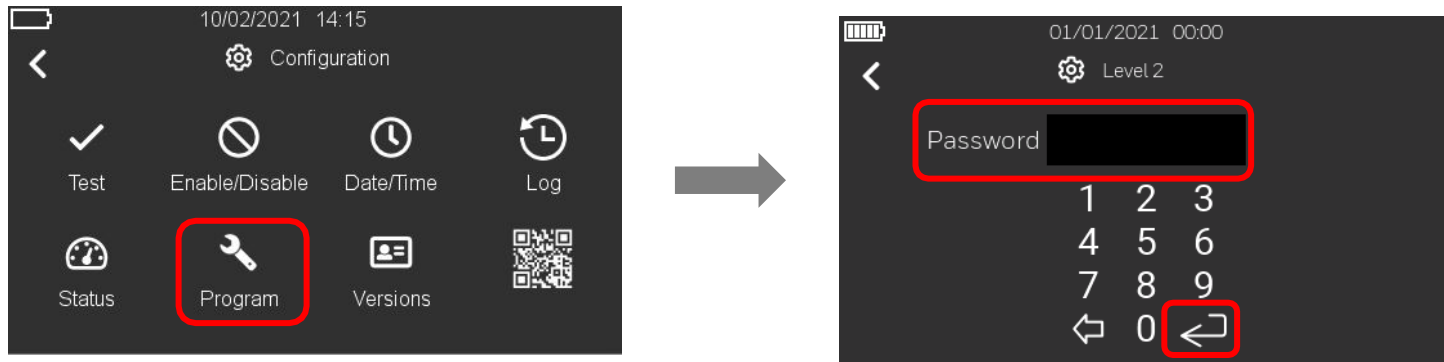 10/02/2021 14:15
Configuration
Test Enable/Disable Date/Time Log
Status Program Versions
01/01/2021 00:00
Level 2
Password
1 2 3
4 5 6
7 8 9
0